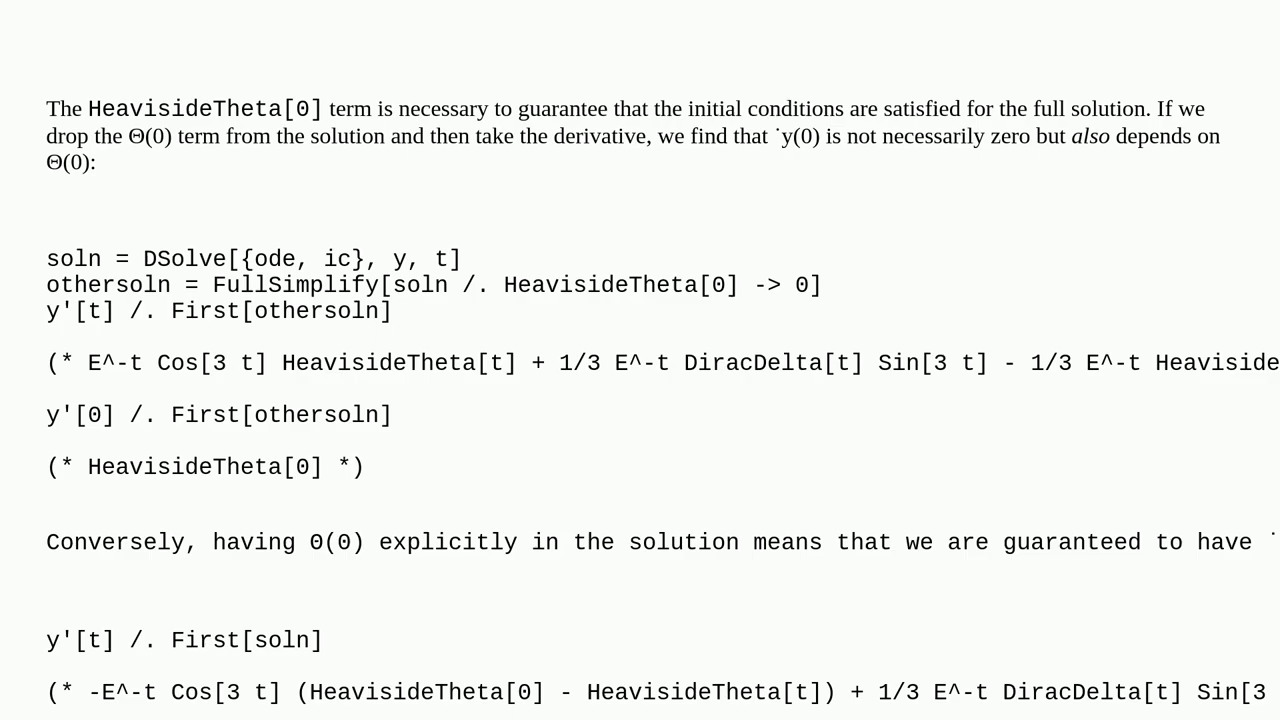 The HeavisideTheta[0] term is necessary to guarantee that the initial conditions are satisfied for the full solution. If we
drop the Θ(0) term from the solution and then take the derivative, we find that ˙y(0) is not necessarily zero but also depends on
Θ(0):
soln = DSolve[{ode, ic}, y, t]
othersoln = FullSimplify[soln /. HeavisideTheta[0] -> 0]
y'[t] /. First[othersoln]
(* E^-t Cos[3 t] HeavisideTheta[t] + 1/3 E^-t DiracDelta[t] Sin[3 t] - 1/3 E^-t Heaviside
y'[0] /. First[othersoln]
(* HeavisideTheta[0] *)
Conversely, having Θ(0) explicitly in the solution means that we are guaranteed to have ˙
y'[t] /. First[soln]
(* -E^-t Cos[3 t] (HeavisideTheta[0] - HeavisideTheta[t]) + 1/3 E^-t DiracDelta[t] Sin[3